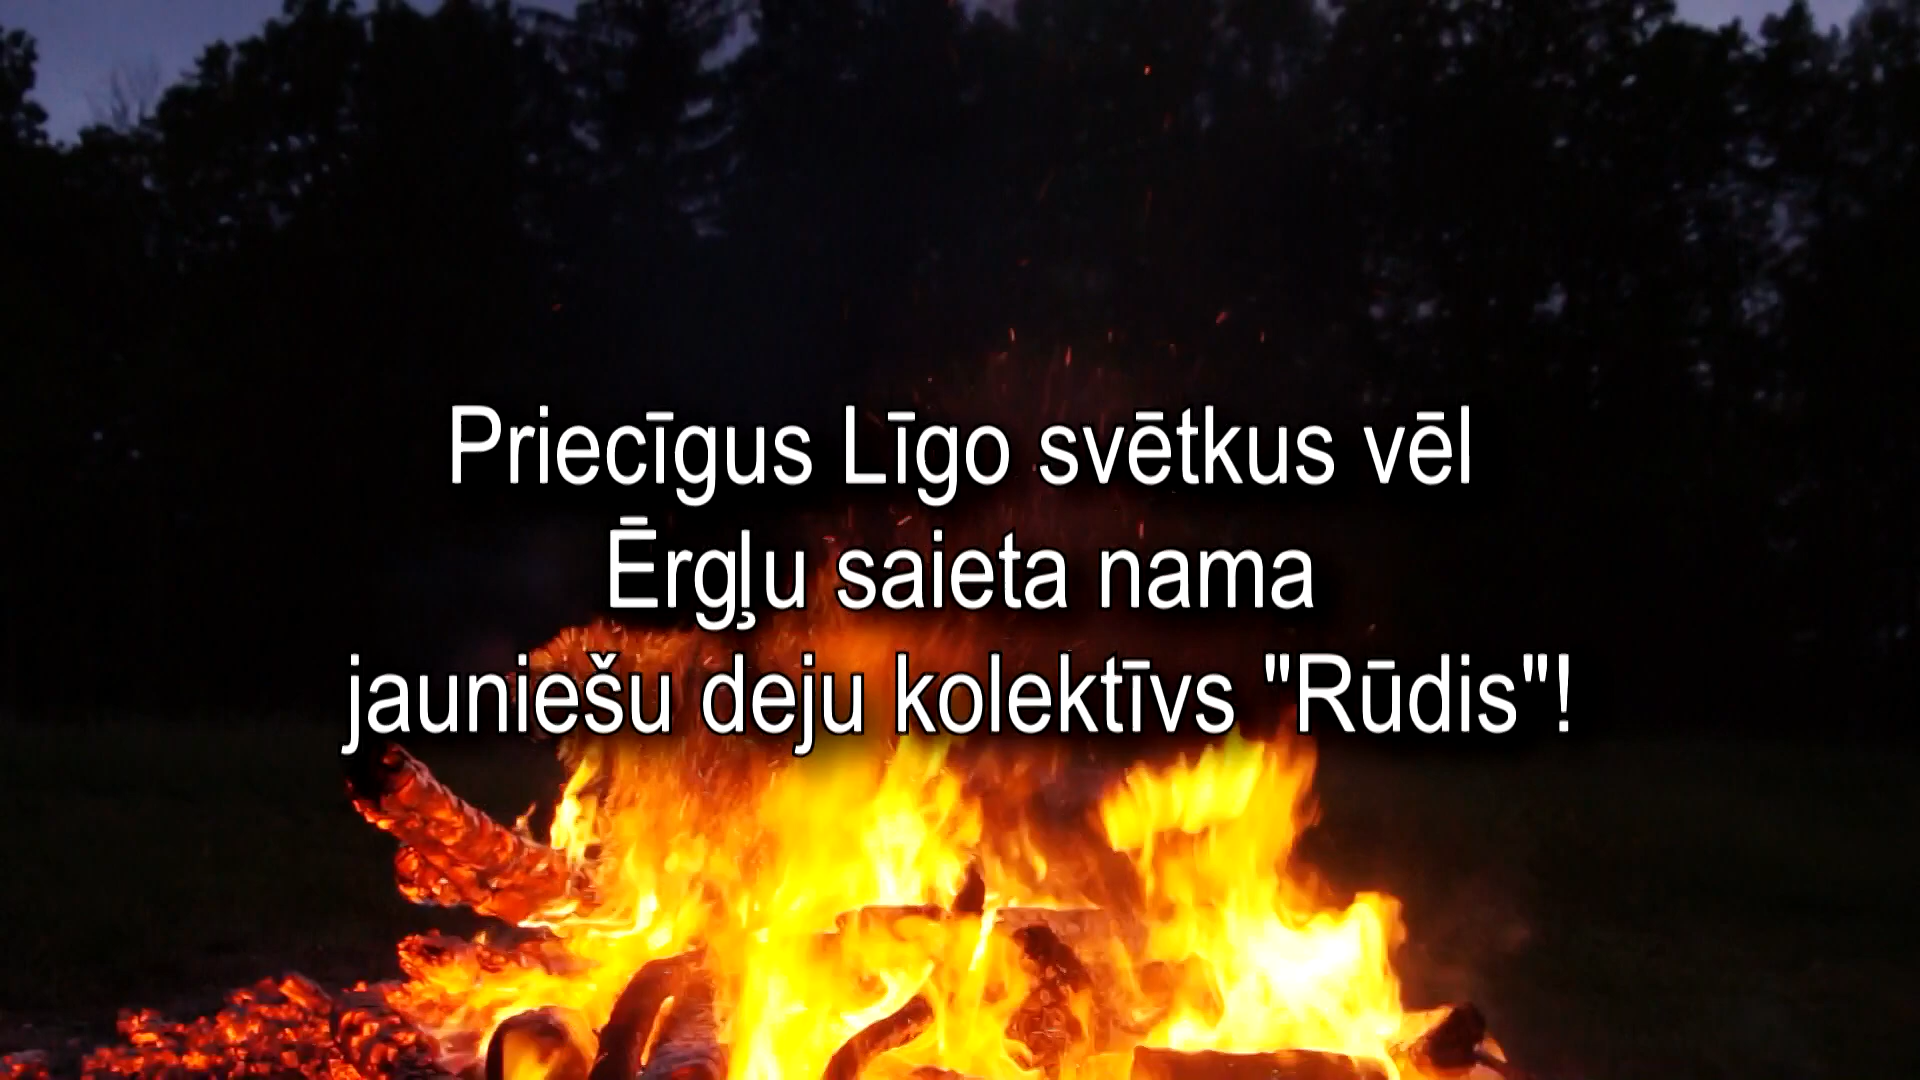 Priecīgus Līgo svētkus vēl
Ērgļu saieta nama
jauniešu deju kolektīvs "Rūdis"!